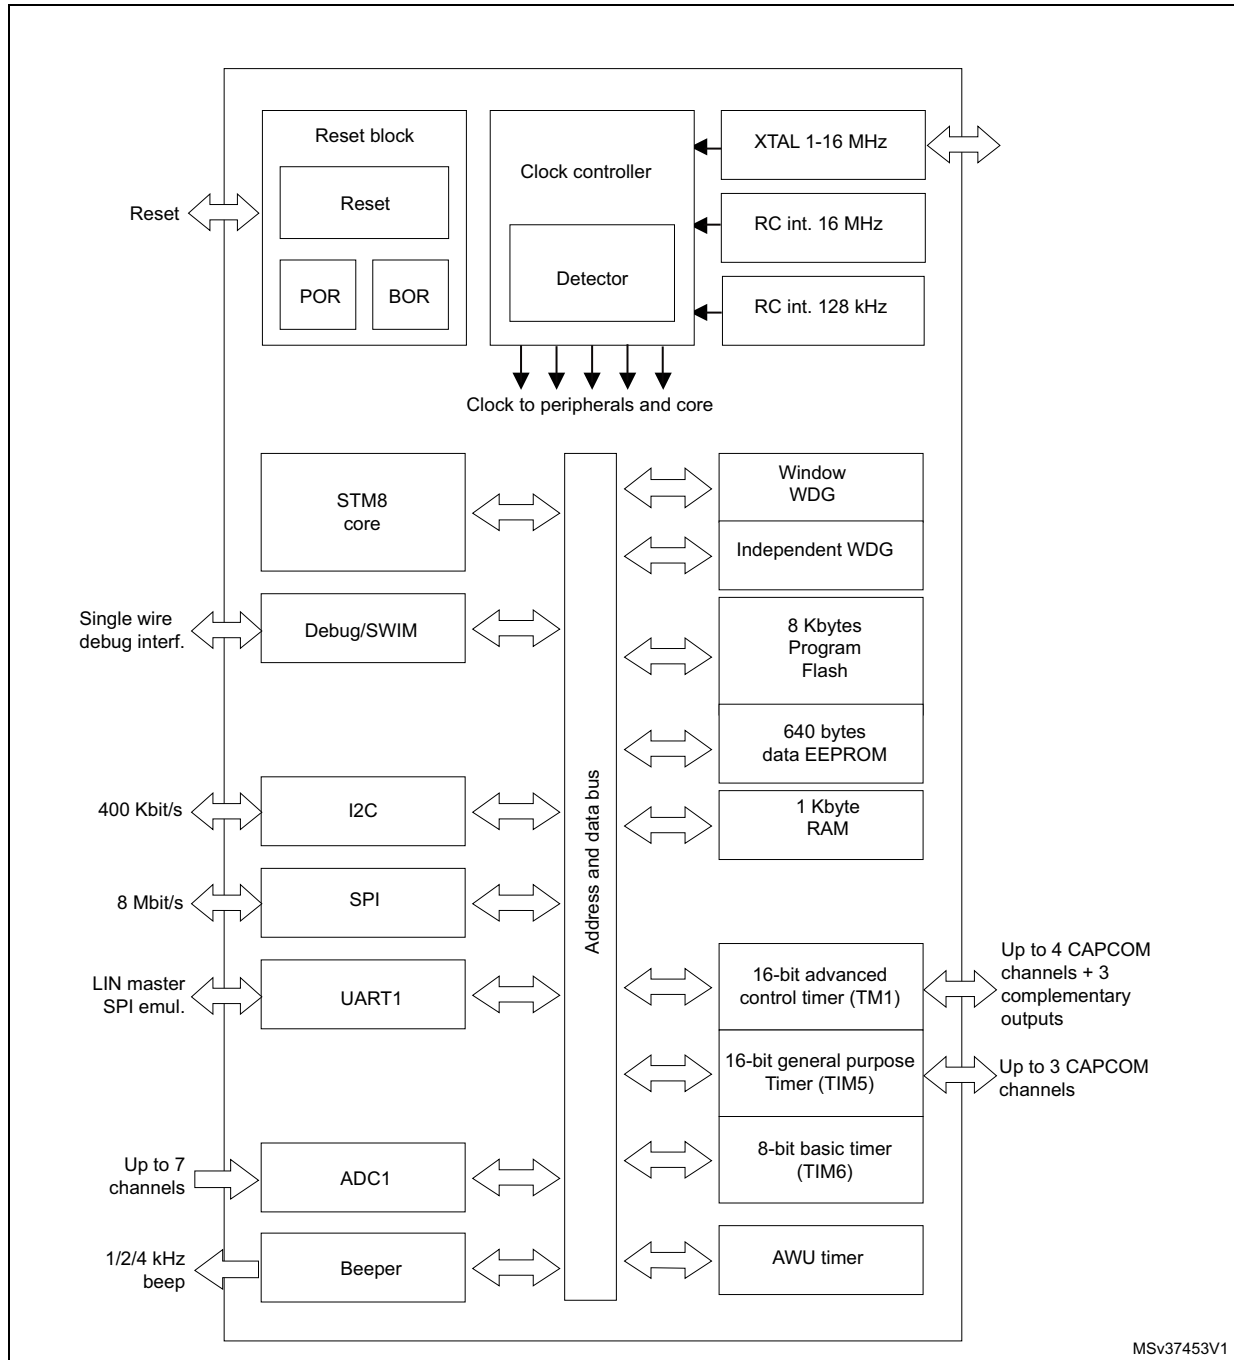 Reset block
Reset
POR
BOR
Reset
Clock controller
Detector
XTAL 1-16 MHz
RC int. 16 MHz
RC int. 128 kHz
Clock to peripherals and core
STM8
core
Single wire
debug interf.
Debug/SWIM
400 Kbit/s
I2C
8 Mbit/s
SPI
LIN master
SPI emul.
UART1
Up to 7
channels
ADC1
1/2/4 kHz
beep
Beeper
Address and data bus
Window
WDG
Independent WDG
8 Kbytes
Program
Flash
640 bytes
data EEPROM
1 Kbyte
RAM
16-bit advanced
control timer (TM1)
Up to 4 CAPCOM
channels + 3
complementary
outputs
16-bit general purpose
Timer (TIM5)
Up to 3 CAPCOM
channels
8-bit basic timer
(TIM6)
AWU timer
MSv37453V1